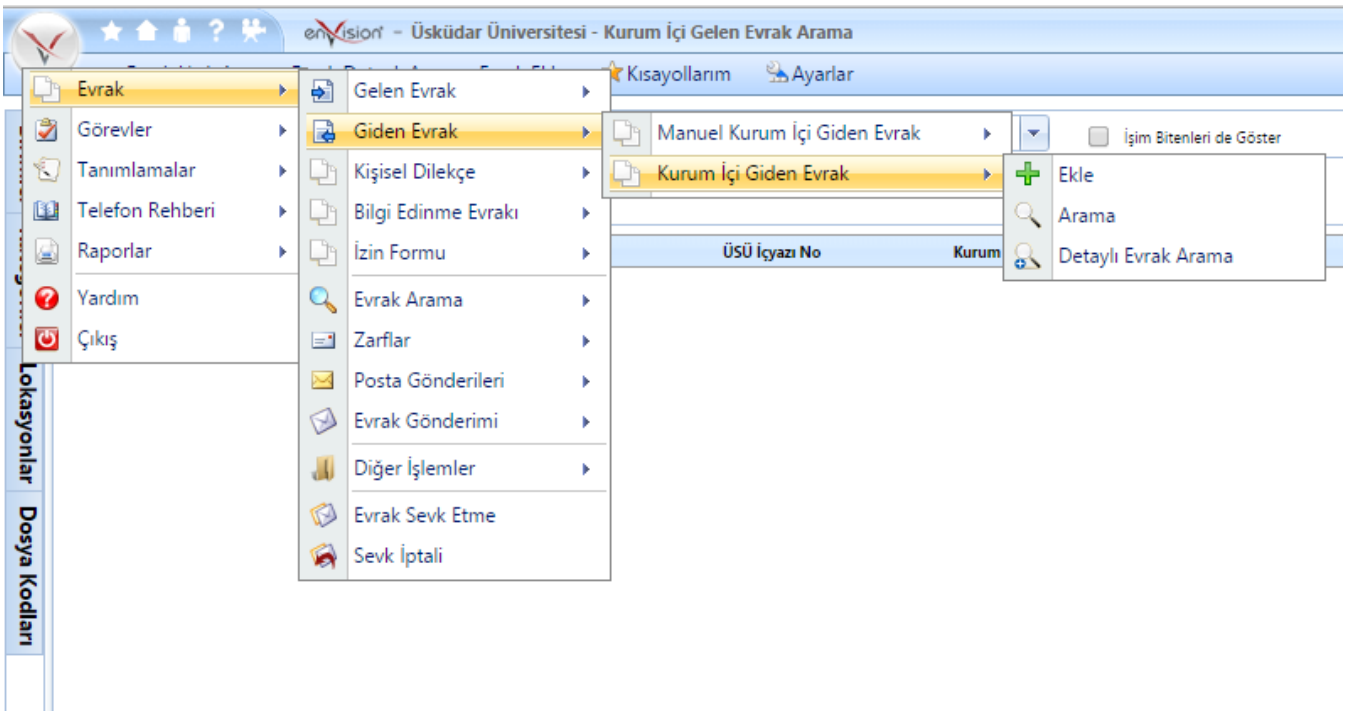 enVision - Üsküdar Üniversitesi - Kurum İçi Gelen Evrak Arama
Kısayollarım Ayarlar
Evrak
Görevler
Tanımlamalar
Telefon Rehberi
Raporlar
Yardım
Çıkış
Gelen Evrak
Giden Evrak
Kişisel Dilekçe
Bilgi Edinme Evrakı
İzin Formu
Evrak Arama
Zarflar
Posta Gönderileri
Evrak Gönderimi
Diğer İşlemler
Evrak Sevk Etme
Sevk İptali
Manuel Kurum İçi Giden Evrak
Kurum İçi Giden Evrak
Ekle
Arama
Detaylı Evrak Arama
İşim Bitenleri de Göster
ÜSÜ İçyazı No
Kurum
Lokasyonlar
Dosya Kodları